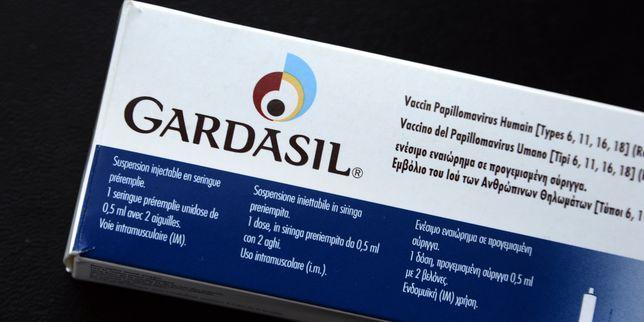 GARDASIL®
Vaccin Papillomavirus Humain [Types 6, 11, 16, 18]
Vaccino del Papillomavirus Umano [Tipi 6, 11, 16, 18]
ενέσιμο εναιώρημα σε προγεμισμένη σύριγγα.
Εμβόλιο του Ιού των Ανθρώπινων Θηλωμάτων [Τύποι 6, 1
Suspension injectable en seringue
préremplie.
1 seringue préremplie unidose de
0,5 ml avec 2 aiguilles.
Voie intramusculaire (IM).
Sospensione iniettabile in siringa
preriempita.
1 dose, in siringa preriempita da 0,5 ml
con 2 aghi.
Uso intramuscolare (i.m.).
Ενέσιμο εναιώρημα σε προγεμισμένη
σύριγγα.
1 δόση, προγεμισμένη σύριγγα 0,5 ml
με 2 βελόνες.
Ενδομυϊκή (IM) χρήση.